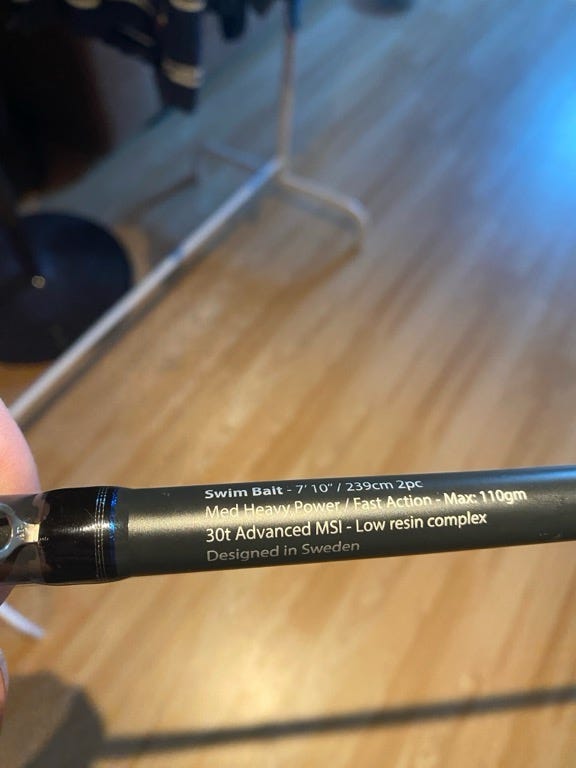 Swim Bait - 7' 10" / 239cm 2pc
Med Heavy Power / Fast Action - Max: 110gm
30t Advanced MSI - Low resin complex
Designed in Sweden